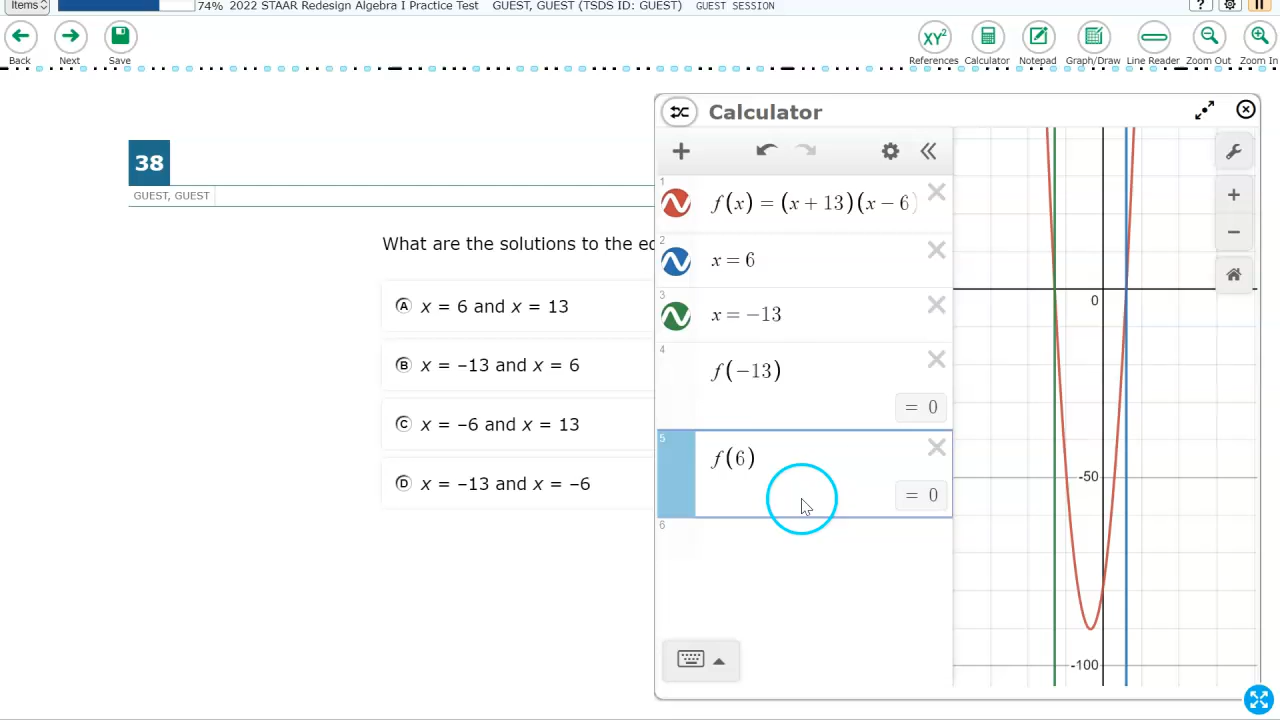 Items 74% 2022 STAAR Redesign Algebra I Practice Test GUEST, GUEST (TSDS ID: GUEST) GUEST SESSION ?
XY²
Back Next Save References Calculator Notepad Graph/Draw Line Reader Zoom Out Zoom In
38
GUEST, GUEST
What are the solutions to the e
A x = 6 and x = 13
B x = –13 and x = 6
C x = –6 and x = 13
D x = –13 and x = –6
Calculator
1
f(x) = (x + 13)(x − 6)
2
x = 6
3
x = −13
4
f(−13)
= 0
5
f(6)
= 0
6
0
-50
-100